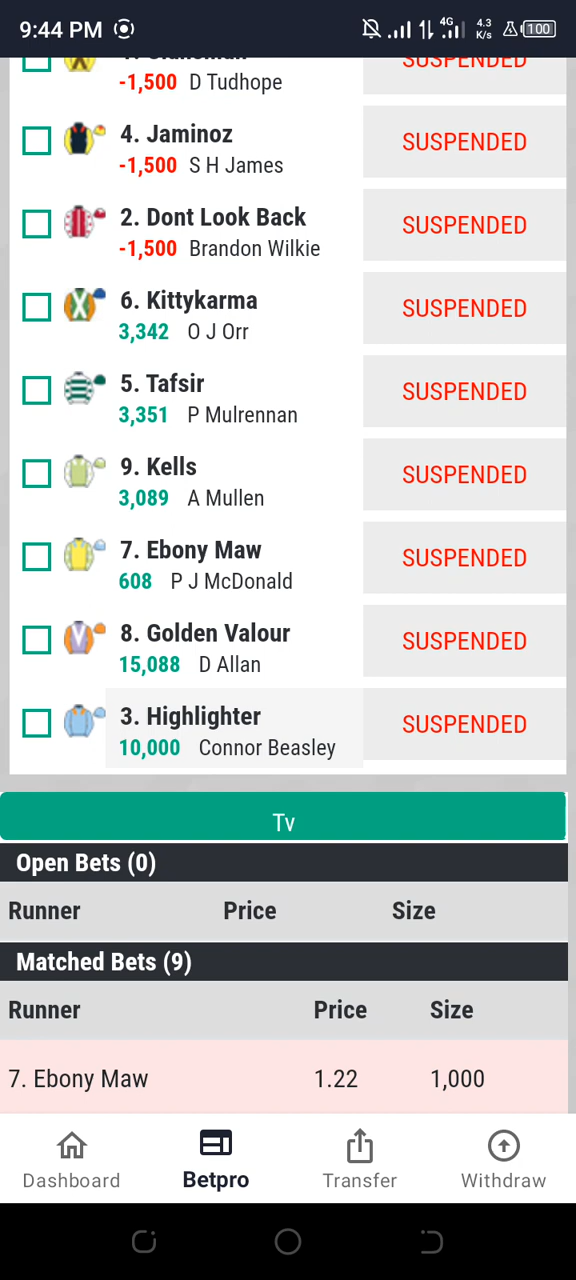 9:44 PM 4G 4.3 K/s 100
SUSPENDED
-1,500 D Tudhope
4. Jaminoz SUSPENDED
-1,500 S H James
2. Dont Look Back SUSPENDED
-1,500 Brandon Wilkie
6. Kittykarma SUSPENDED
3,342 O J Orr
5. Tafsir SUSPENDED
3,351 P Mulrennan
9. Kells SUSPENDED
3,089 A Mullen
7. Ebony Maw SUSPENDED
608 P J McDonald
8. Golden Valour SUSPENDED
15,088 D Allan
3. Highlighter SUSPENDED
10,000 Connor Beasley
Tv
Open Bets (0)
Runner Price Size
Matched Bets (9)
Runner Price Size
7. Ebony Maw 1.22 1,000
Dashboard Betpro Transfer Withdraw